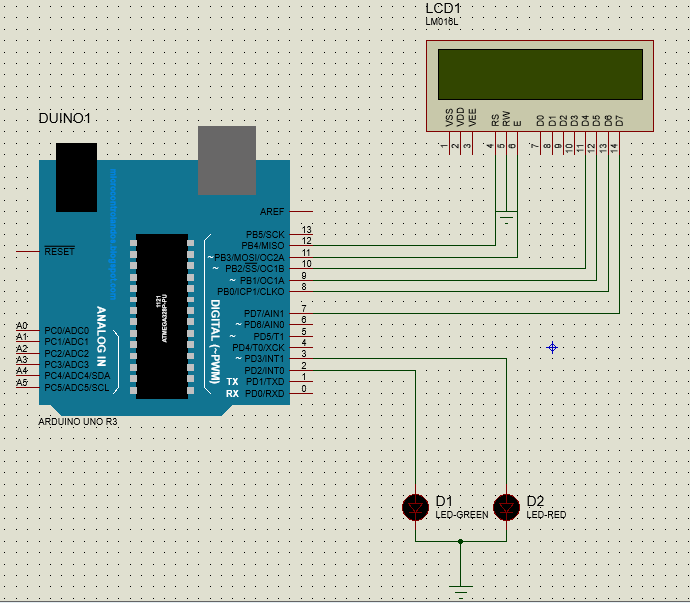 LCD1
LM016L
VSS
VDD
VEE
RS
RW
E
D0
D1
D2
D3
D4
D5
D6
D7
1
2
3
4
5
6
7
8
9
10
11
12
13
14
DUINO1
AREF
RESET
PB5/SCK
13
PB4/MISO
12
~PB3/MOSI/OC2A
11
~ PB2/SS/OC1B
10
~ PB1/OC1A
9
PB0/ICP1/CLKO
8
PD7/AIN1
7
~ PD6/AIN0
6
~ PD5/T1
5
PD4/T0/XCK
4
~ PD3/INT1
3
PD2/INT0
2
TX PD1/TXD
1
RX PD0/RXD
0
DIGITAL (~PWM)
1121
ATMEGA328P-PU
ANALOG IN
A0
PC0/ADC0
A1
PC1/ADC1
A2
PC2/ADC2
A3
PC3/ADC3
A4
PC4/ADC4/SDA
A5
PC5/ADC5/SCL
ARDUINO UNO R3
D1
LED-GREEN
D2
LED-RED